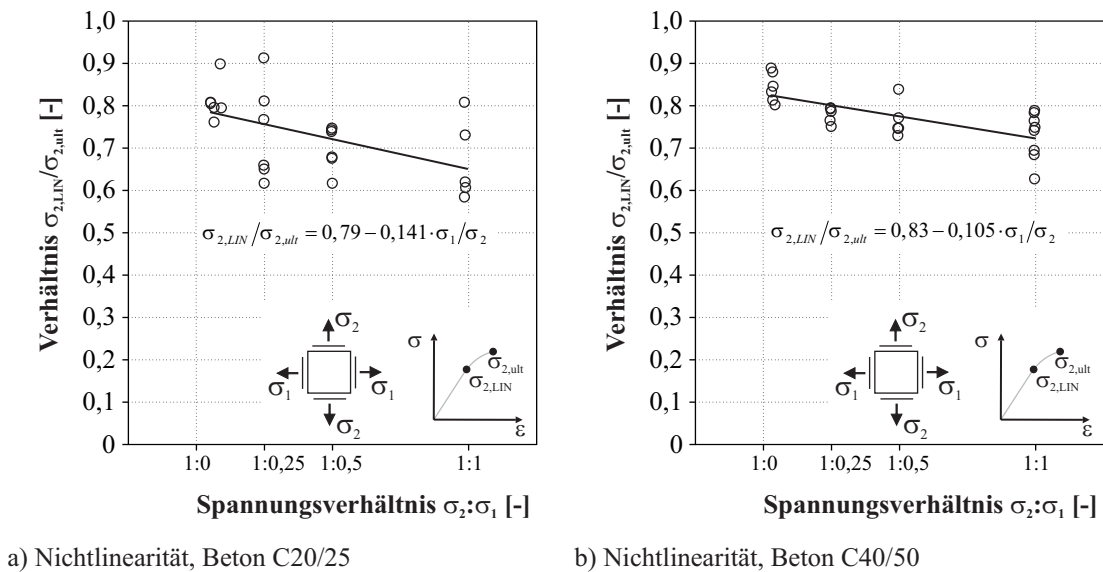 1,0
0,9
0,8
0,7
0,6
0,5
0,4
0,3
0,2
0,1
0
Verhältnis σ2,LIN/σ2,ult [-]
σ2,LIN/σ2,ult = 0,79 – 0,141 · σ1/σ2
σ2
σ1
σ1
σ2
σ
σ2,ult
σ2,LIN
ε
1:0
1:0,25
1:0,5
1:1
Spannungsverhältnis σ2:σ1 [-]
a) Nichtlinearität, Beton C20/25
1,0
0,9
0,8
0,7
0,6
0,5
0,4
0,3
0,2
0,1
0
Verhältnis σ2,LIN/σ2,ult [-]
σ2,LIN/σ2,ult = 0,83 – 0,105 · σ1/σ2
σ2
σ1
σ1
σ2
σ
σ2,ult
σ2,LIN
ε
1:0
1:0,25
1:0,5
1:1
Spannungsverhältnis σ2:σ1 [-]
b) Nichtlinearität, Beton C40/50